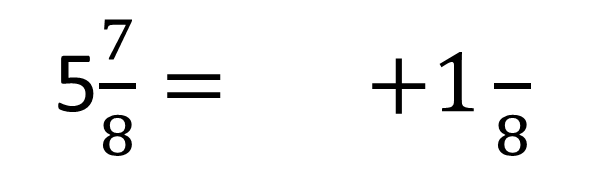 5 7/8 = + 1 /8